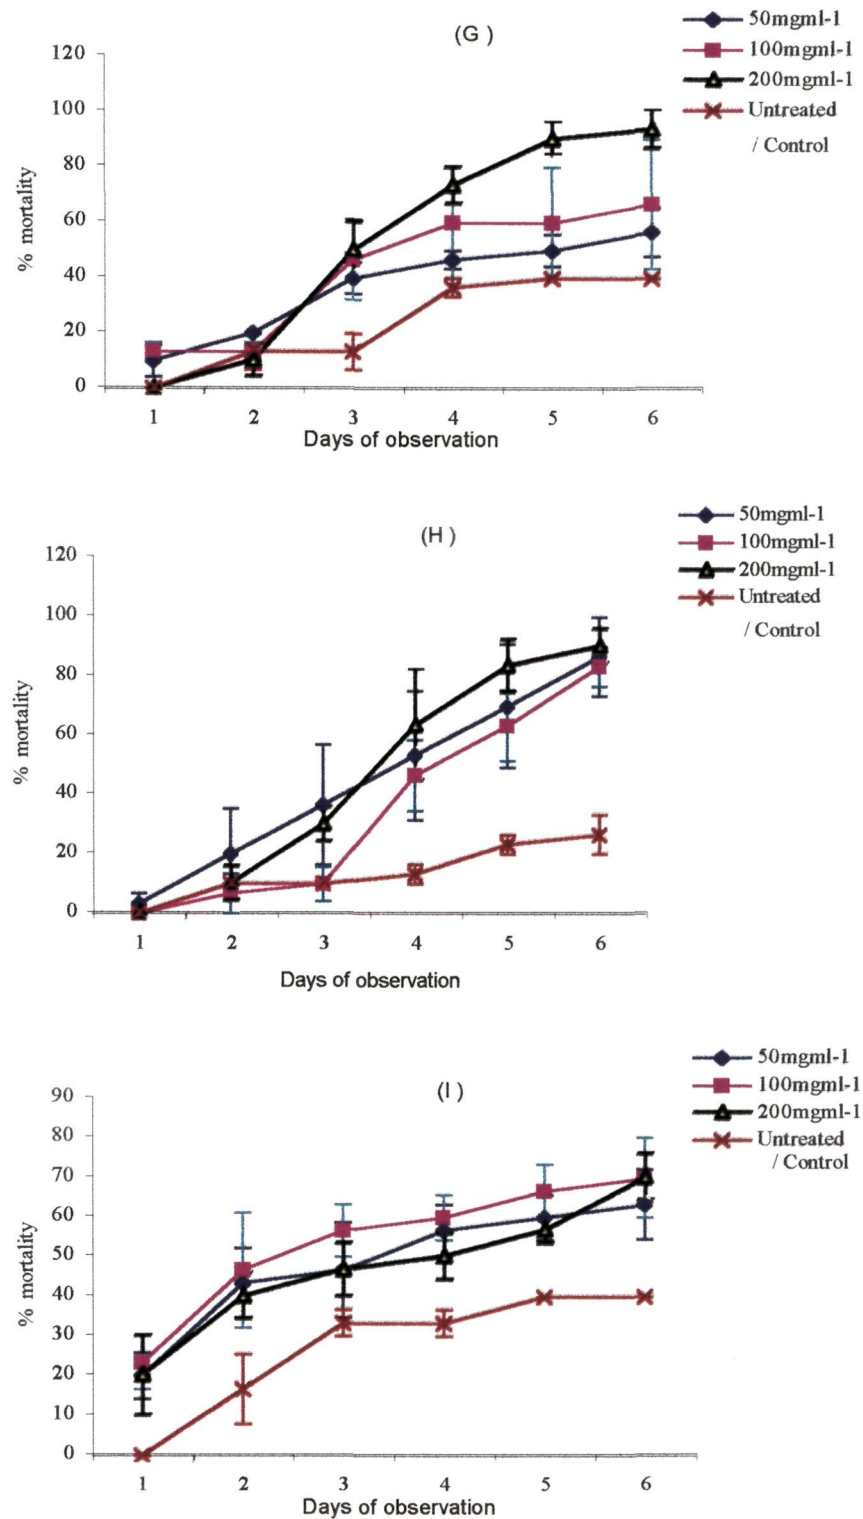 (G )
50mgml-1
100mgml-1
200mgml-1
Untreated
/ Control
120
100
80
60
40
20
0
% mortality
1 2 3 4 5 6
Days of observation
(H )
50mgml-1
100mgml-1
200mgml-1
Untreated
/ Control
120
100
80
60
40
20
0
% mortality
1 2 3 4 5 6
Days of observation
(I )
50mgml-1
100mgml-1
200mgml-1
Untreated
/ Control
90
80
70
60
50
40
30
20
10
0
% mortality
1 2 3 4 5 6
Days of observation